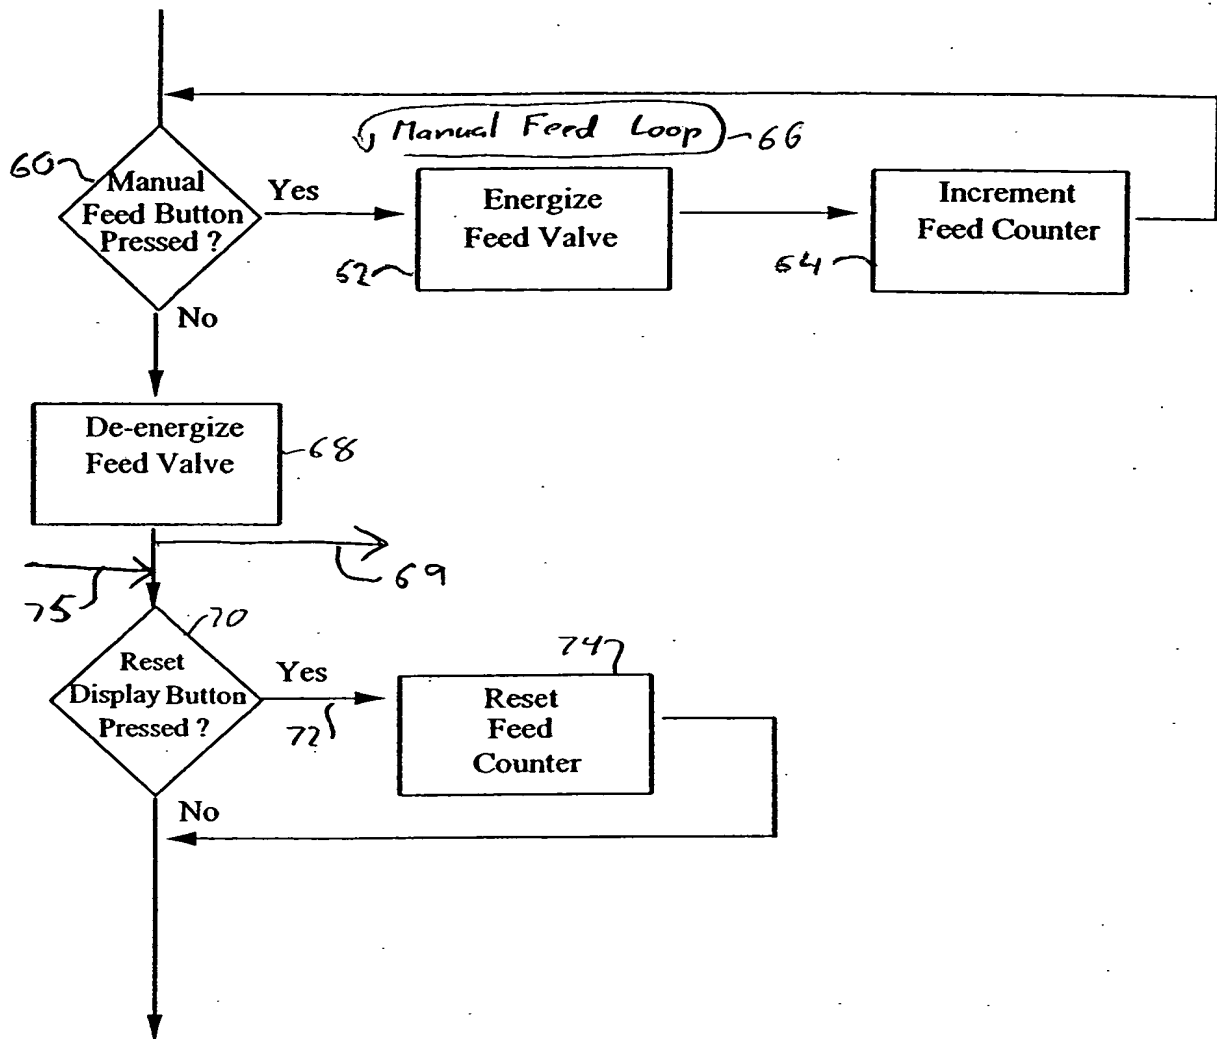 Manual Feed Loop 66
60
Manual
Feed Button
Pressed ?
Yes
Energize
Feed Valve
62
Increment
Feed Counter
64
No
De-energize
Feed Valve
68
69
75
70
Reset
Display Button
Pressed ?
Yes
72
74
Reset
Feed
Counter
No